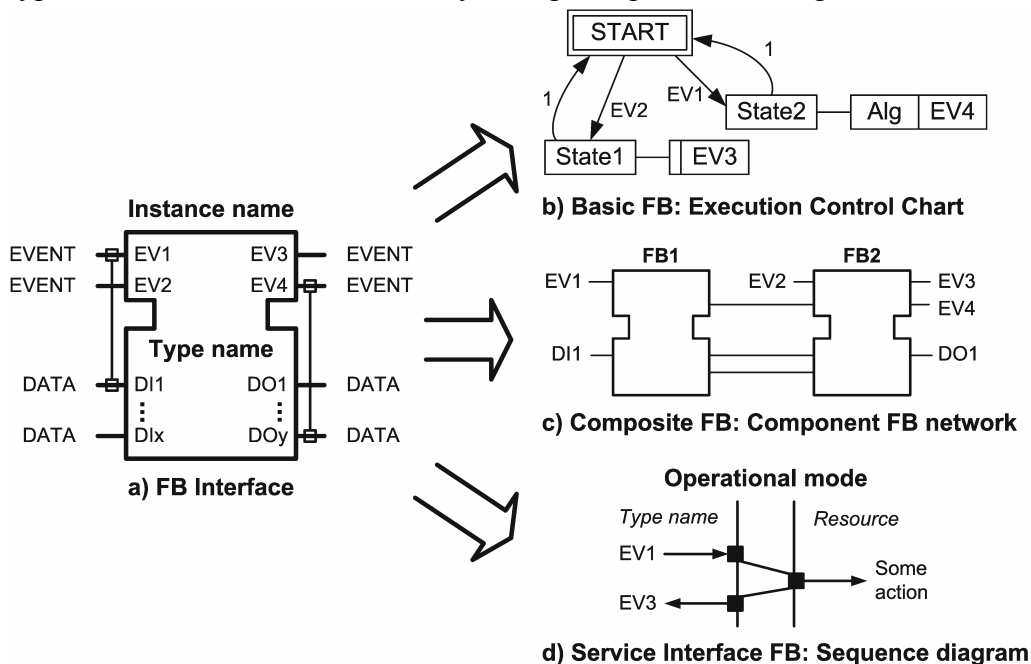 START
1
1
EV2
EV1
State2
Alg
EV4
State1
EV3
b) Basic FB: Execution Control Chart
Instance name
EVENT
EV1
EV3
EVENT
EVENT
EV2
EV4
EVENT
Type name
DATA
DI1
DO1
DATA
DATA
DIx
DOy
DATA
a) FB Interface
FB1
FB2
EV1
EV2
EV3
EV4
DI1
DO1
c) Composite FB: Component FB network
Operational mode
Type name
Resource
EV1
Some
action
EV3
d) Service Interface FB: Sequence diagram